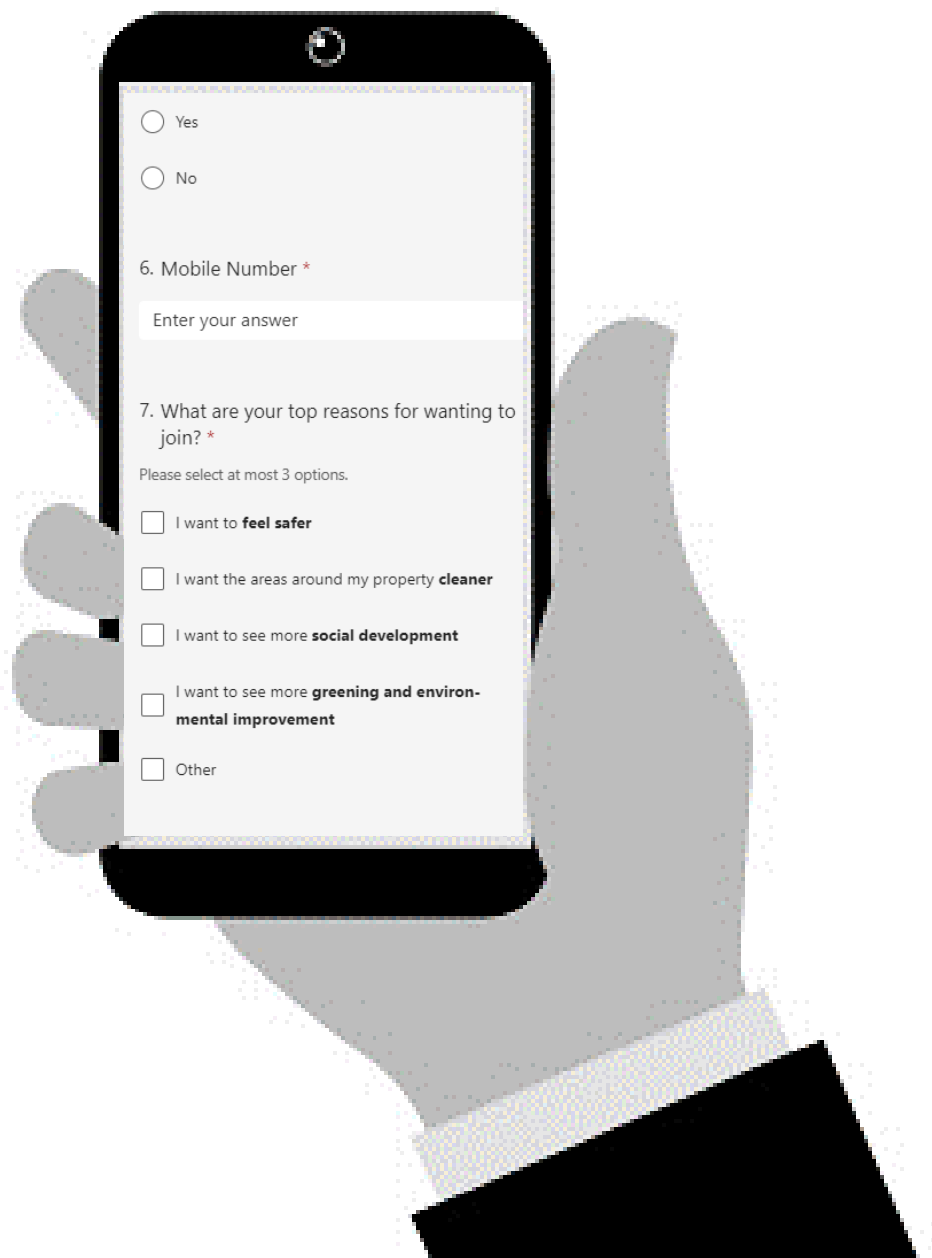 Yes
No
6. Mobile Number *
Enter your answer
7. What are your top reasons for wanting to
join? *
Please select at most 3 options.
I want to feel safer
I want the areas around my property cleaner
I want to see more social development
I want to see more greening and environ-
mental improvement
Other